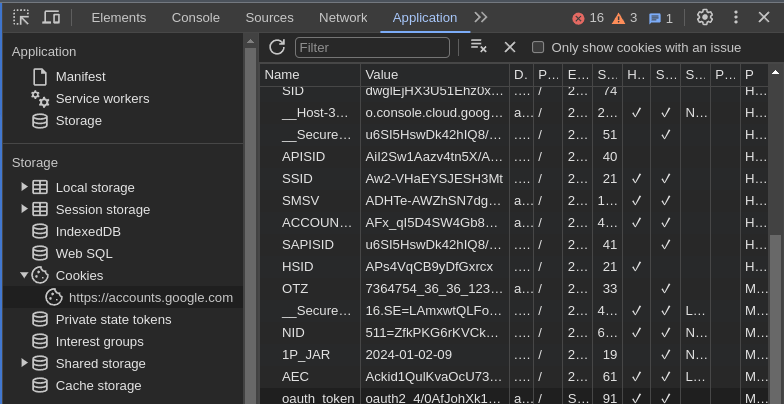 Elements Console Sources Network Application 16 3 1
Application
Manifest
Service workers
Storage
Storage
Local storage
Session storage
IndexedDB
Web SQL
Cookies
https://accounts.google.com
Private state tokens
Interest groups
Shared storage
Cache storage
Filter Only show cookies with an issue
Name Value D... P... E... S... H... S... S... P... P
SID dwglEjHX3U51Ehz0x... .... / 2... 74 H...
__Host-3... o.console.cloud.goog... a... / 2... 2... ✓ ✓ N... H...
__Secure... u6SI5HswDk42hIQ8/... .... / 2... 51 ✓ H...
APISID AiI2Sw1Aazv4tn5X/A... .... / 2... 40 H...
SSID Aw2-VHaEYSJESH3Mt .... / 2... 21 ✓ ✓ H...
SMSV ADHTe-AWZhSN7dg... a... / 2... 1... ✓ ✓ H...
ACCOUN... AFx_qI5D4SW4Gb8... a... / 2... 4... ✓ ✓ H...
SAPISID u6SI5HswDk42hIQ8/... .... / 2... 41 ✓ H...
HSID APs4VqCB9yDfGxrcx .... / 2... 21 ✓ H...
OTZ 7364754_36_36_123... a... / 2... 33 ✓ M...
__Secure... 16.SE=LAmxwtQLFo... .... / 2... 4... ✓ ✓ L... M...
NID 511=ZfkPKG6rKVCk... .... / 2... 6... ✓ ✓ N... M...
1P_JAR 2024-01-02-09 .... / 2... 19 ✓ N... M...
AEC Ackid1QulKvaOcU73... .... / 2... 61 ✓ ✓ L... M...
oauth_token oauth2_4/0AfJohXk1... a... / S... 91 ✓ ✓ M...